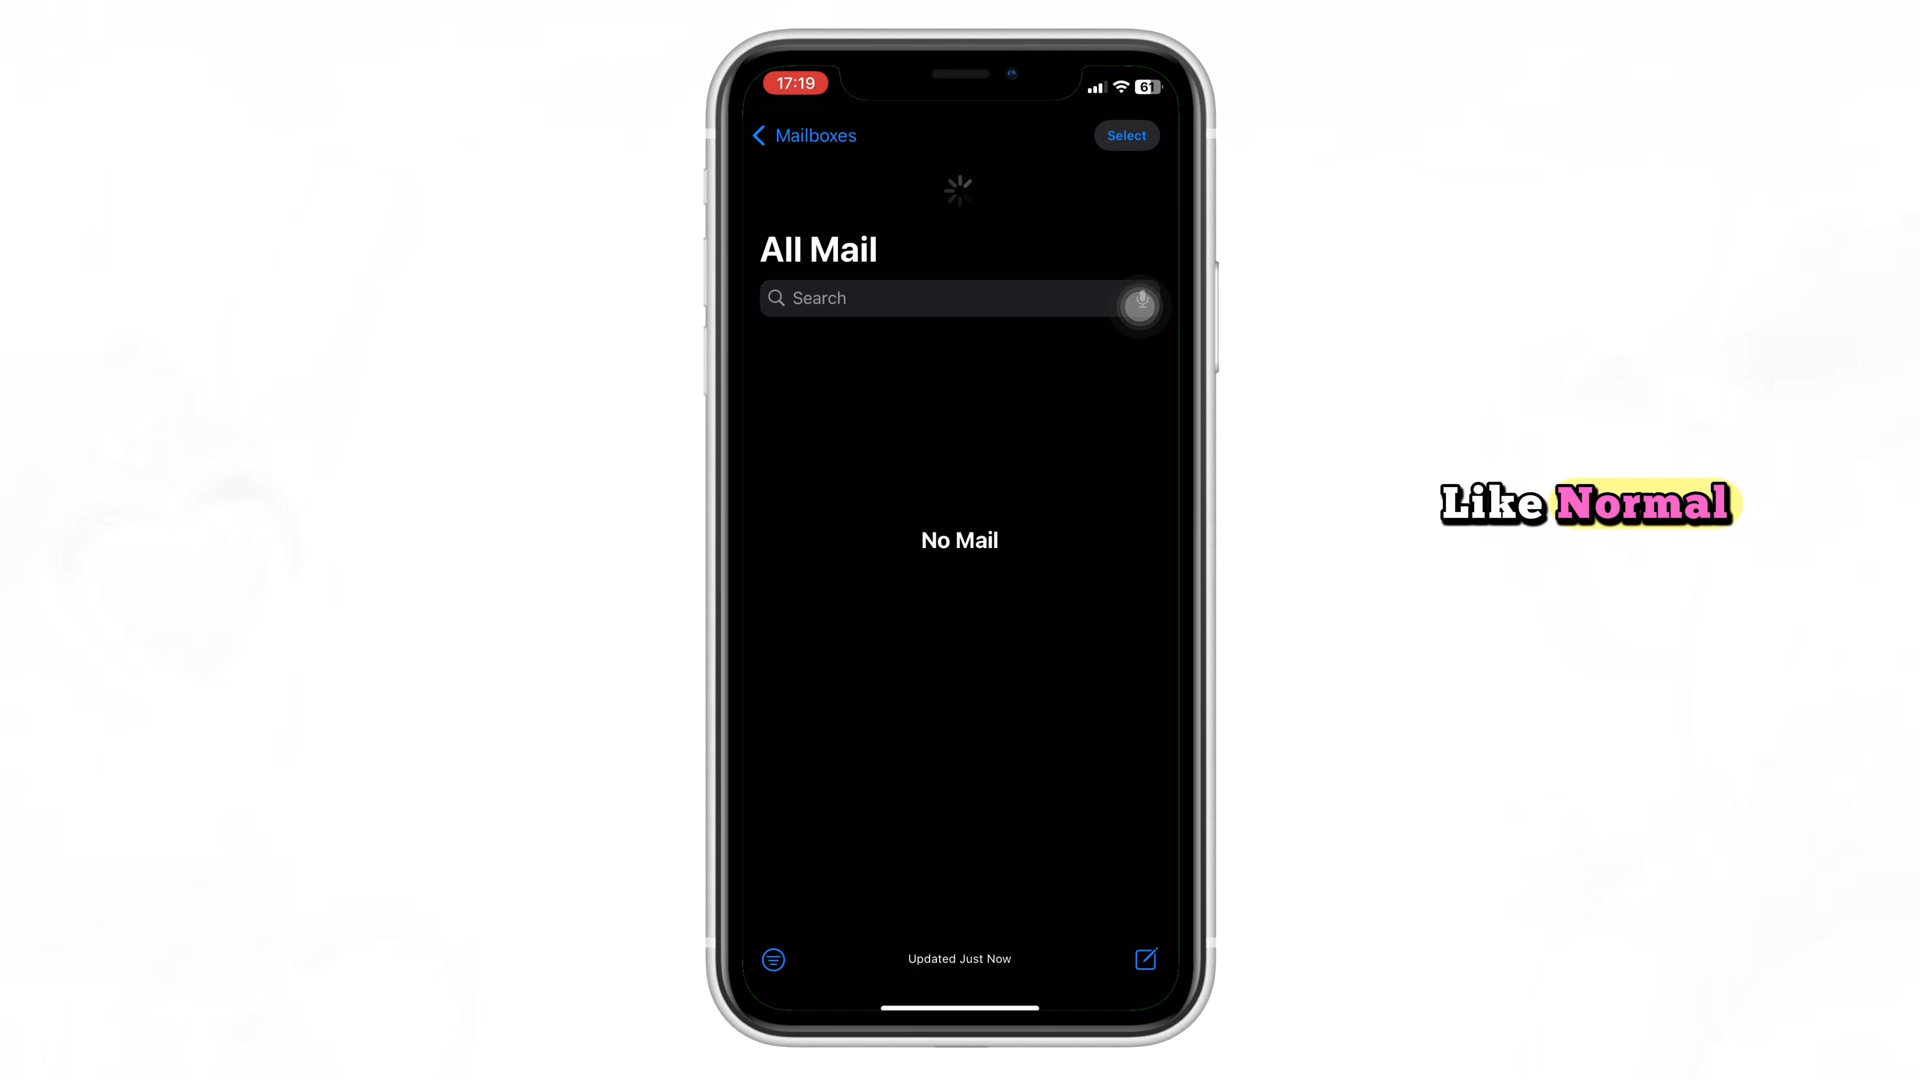 17:19
61
Mailboxes
Select
All Mail
Search
Like Normal
No Mail
Updated Just Now